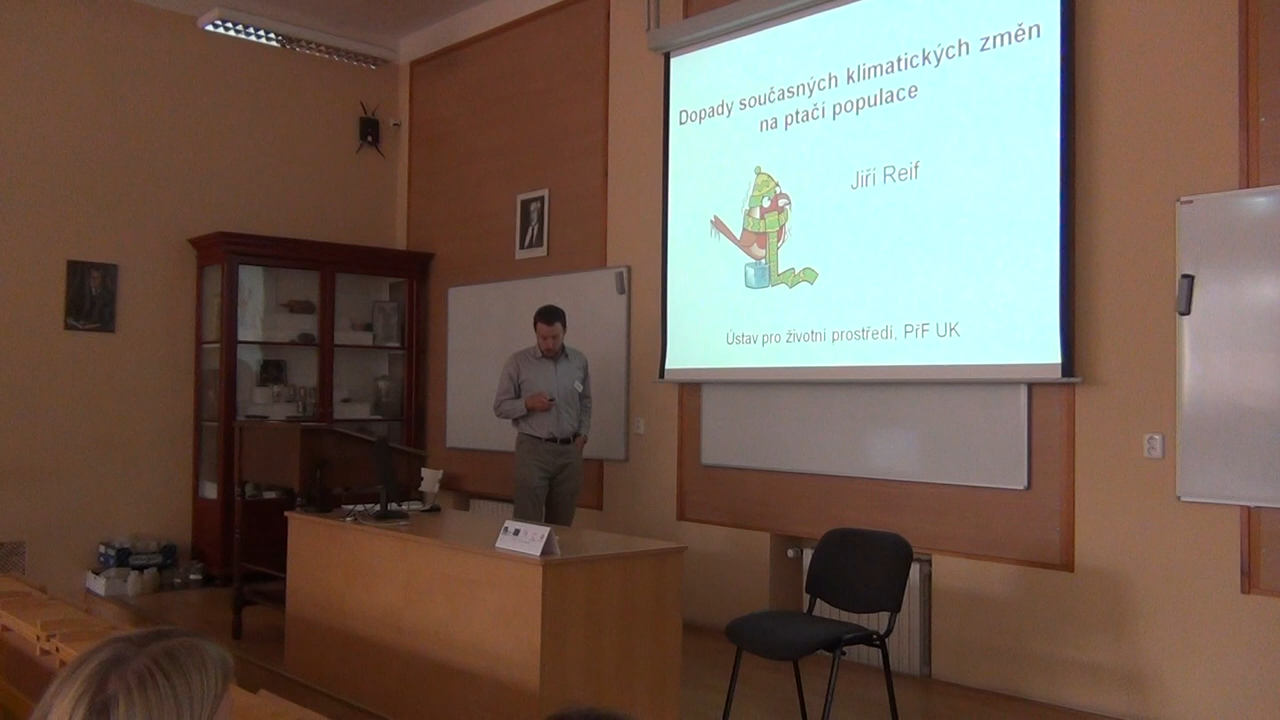 Dopady současných klimatických změn
na ptačí populace
Jiří Reif
Ústav pro životní prostředí, PřF UK